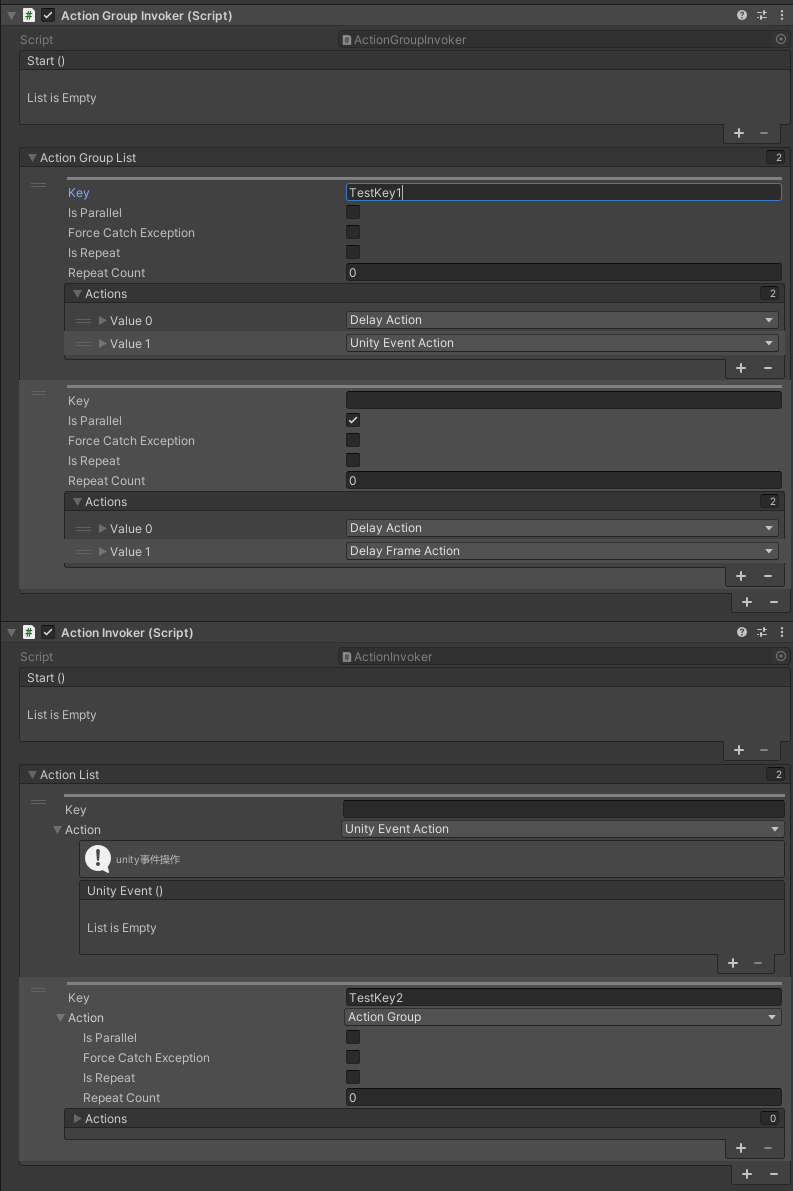 Action Group Invoker (Script)
Script ActionGroupInvoker
Start ()
List is Empty
Action Group List 2
Key TestKey1
Is Parallel
Force Catch Exception
Is Repeat
Repeat Count 0
Actions 2
Value 0 Delay Action
Value 1 Unity Event Action
Key
Is Parallel
Force Catch Exception
Is Repeat
Repeat Count 0
Actions 2
Value 0 Delay Action
Value 1 Delay Frame Action
Action Invoker (Script)
Script ActionInvoker
Start ()
List is Empty
Action List 2
Key
Action Unity Event Action
unity事件操作
Unity Event ()
List is Empty
Key TestKey2
Action Action Group
Is Parallel
Force Catch Exception
Is Repeat
Repeat Count 0
Actions 0